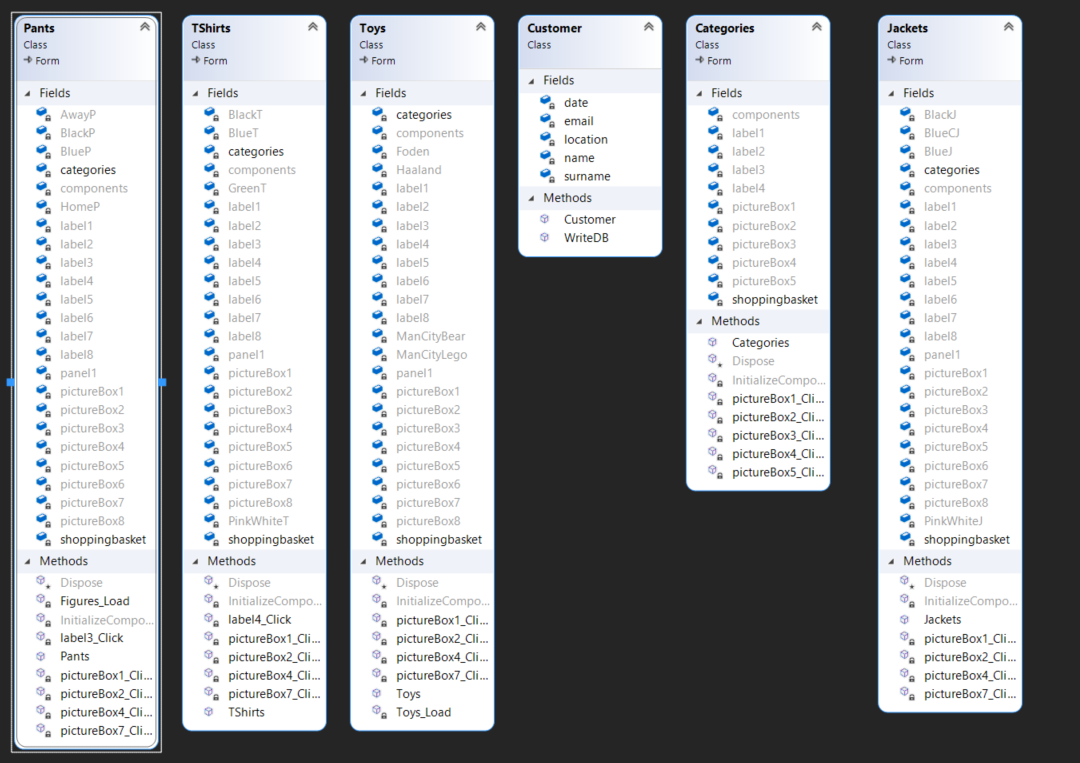 Pants
Class
Form
Fields
AwayP
BlackP
BlueP
categories
components
HomeP
label1
label2
label3
label4
label5
label6
label7
label8
panel1
pictureBox1
pictureBox2
pictureBox3
pictureBox4
pictureBox5
pictureBox6
pictureBox7
pictureBox8
shoppingbasket
Methods
Dispose
Figures_Load
InitializeCompo...
label3_Click
Pants
pictureBox1_Cli...
pictureBox2_Cli...
pictureBox4_Cli...
pictureBox7_Cli...
TShirts
Class
Form
Fields
BlackT
BlueT
categories
components
GreenT
label1
label2
label3
label4
label5
label6
label7
label8
panel1
pictureBox1
pictureBox2
pictureBox3
pictureBox4
pictureBox5
pictureBox6
pictureBox7
pictureBox8
PinkWhiteT
shoppingbasket
Methods
Dispose
InitializeCompo...
label4_Click
pictureBox1_Cli...
pictureBox2_Cli...
pictureBox4_Cli...
pictureBox7_Cli...
TShirts
Toys
Class
Form
Fields
categories
components
Foden
Haaland
label1
label2
label3
label4
label5
label6
label7
label8
ManCityBear
ManCityLego
panel1
pictureBox1
pictureBox2
pictureBox3
pictureBox4
pictureBox5
pictureBox6
pictureBox7
pictureBox8
shoppingbasket
Methods
Dispose
InitializeCompo...
pictureBox1_Cli...
pictureBox2_Cli...
pictureBox4_Cli...
pictureBox7_Cli...
Toys
Toys_Load
Customer
Class
Fields
date
email
location
name
surname
Methods
Customer
WriteDB
Categories
Class
Form
Fields
components
label1
label2
label3
label4
pictureBox1
pictureBox2
pictureBox3
pictureBox4
pictureBox5
shoppingbasket
Methods
Categories
Dispose
InitializeCompo...
pictureBox1_Cli...
pictureBox2_Cli...
pictureBox3_Cli...
pictureBox4_Cli...
pictureBox5_Cli...
Jackets
Class
Form
Fields
BlackJ
BlueCJ
BlueJ
categories
components
label1
label2
label3
label4
label5
label6
label7
label8
panel1
pictureBox1
pictureBox2
pictureBox3
pictureBox4
pictureBox5
pictureBox6
pictureBox7
pictureBox8
PinkWhiteJ
shoppingbasket
Methods
Dispose
InitializeCompo...
Jackets
pictureBox1_Cli...
pictureBox2_Cli...
pictureBox4_Cli...
pictureBox7_Cli...